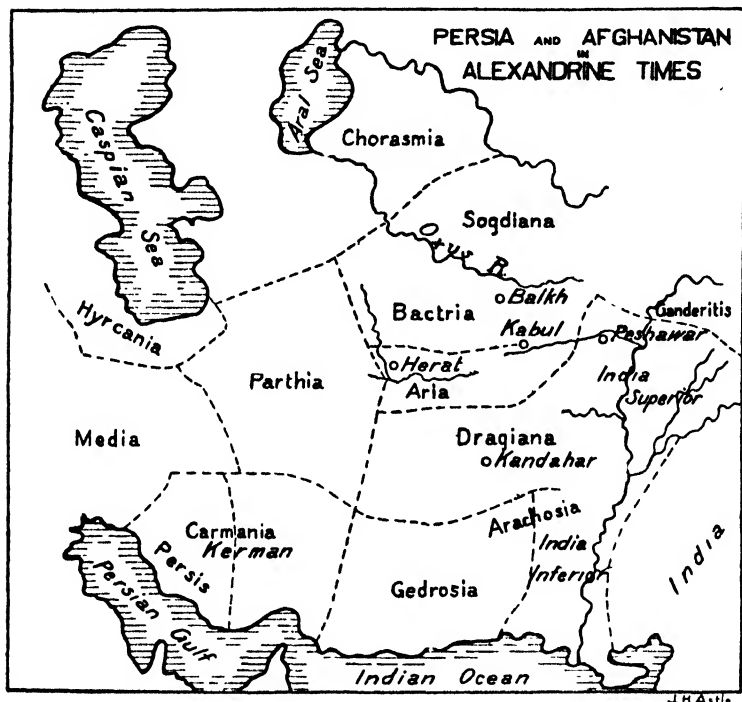 PERSIA AND AFGHANISTAN
IN
ALEXANDRINE TIMES
Caspian Sea
Aral Sea
Chorasmia
Sogdiana
Oxus R.
Hyrcania
Bactria
Balkh
Kabul
Ganderitis
Peshawar
Parthia
Herat
Aria
India
Superior
Media
Dragiana
Kandahar
Carmania
Kerman
Persis
Arachosia
India
Inferior
India
Gedrosia
Persian Gulf
Indian Ocean
J.H.Astle